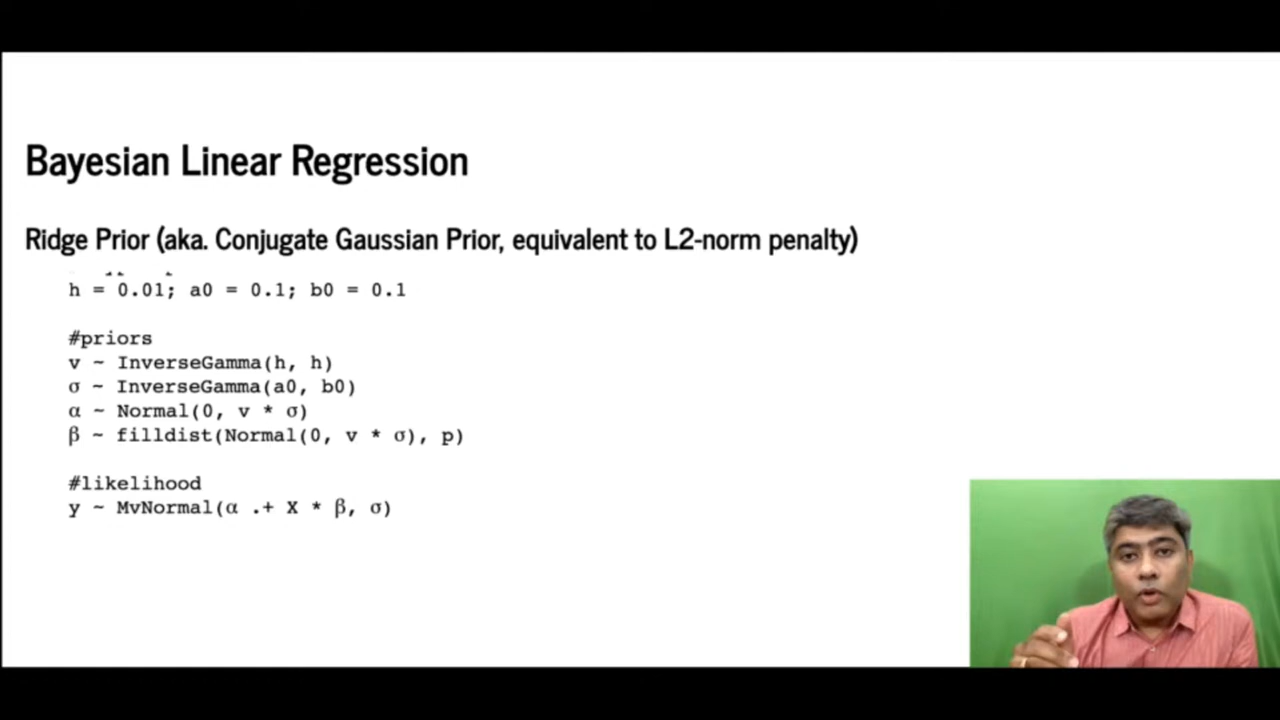 Bayesian Linear Regression
Ridge Prior (aka. Conjugate Gaussian Prior, equivalent to L2-norm penalty)
h = 0.01; a0 = 0.1; b0 = 0.1
#priors
v ~ InverseGamma(h, h)
σ ~ InverseGamma(a0, b0)
α ~ Normal(0, v * σ)
β ~ filldist(Normal(0, v * σ), p)
#likelihood
y ~ MvNormal(α .+ X * β, σ)